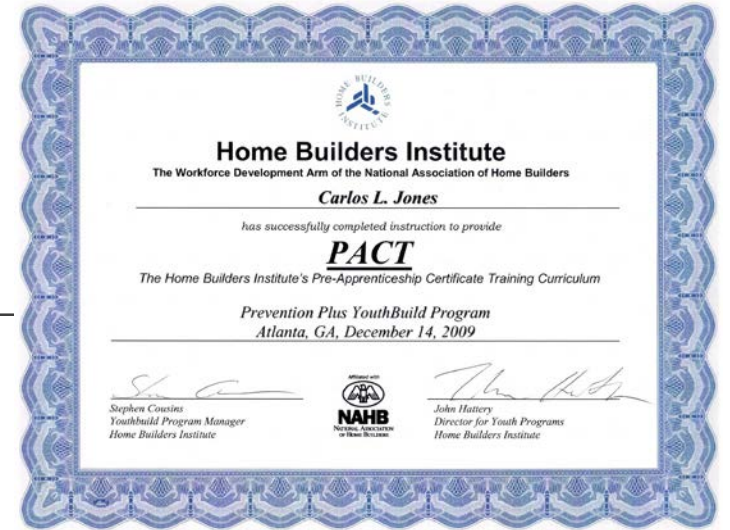 HOME BUILDERS INSTITUTE
Home Builders Institute
The Workforce Development Arm of the National Association of Home Builders
Carlos L. Jones
has successfully completed instruction to provide
PACT
The Home Builders Institute's Pre-Apprenticeship Certificate Training Curriculum
Prevention Plus YouthBuild Program
Atlanta, GA, December 14, 2009
Stephen Cousins
Youthbuild Program Manager
Home Builders Institute
Affiliated with
NAHB
NATIONAL ASSOCIATION
OF HOME BUILDERS
John Hattery
Director for Youth Programs
Home Builders Institute